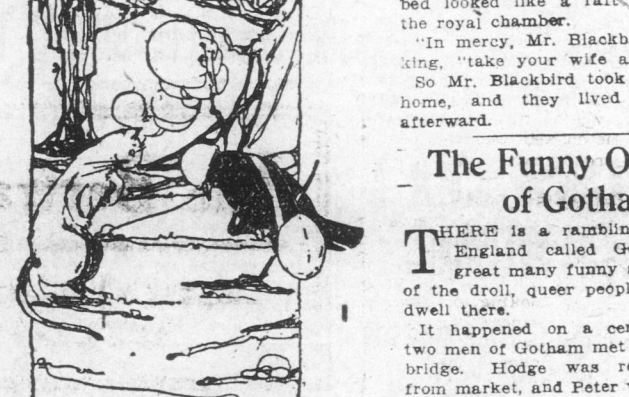 bed looked like a raft
the royal chamber.
"In mercy, Mr. Blackb
king, "take your wife a
So Mr. Blackbird took
home, and they lived
afterward.
The Funny O
of Gotha
THERE is a ramblin
England called G
great many funny s
of the droll, queer peopl
dwell there.
It happened on a cer
two men of Gotham met
bridge. Hodge was re
from market, and Peter